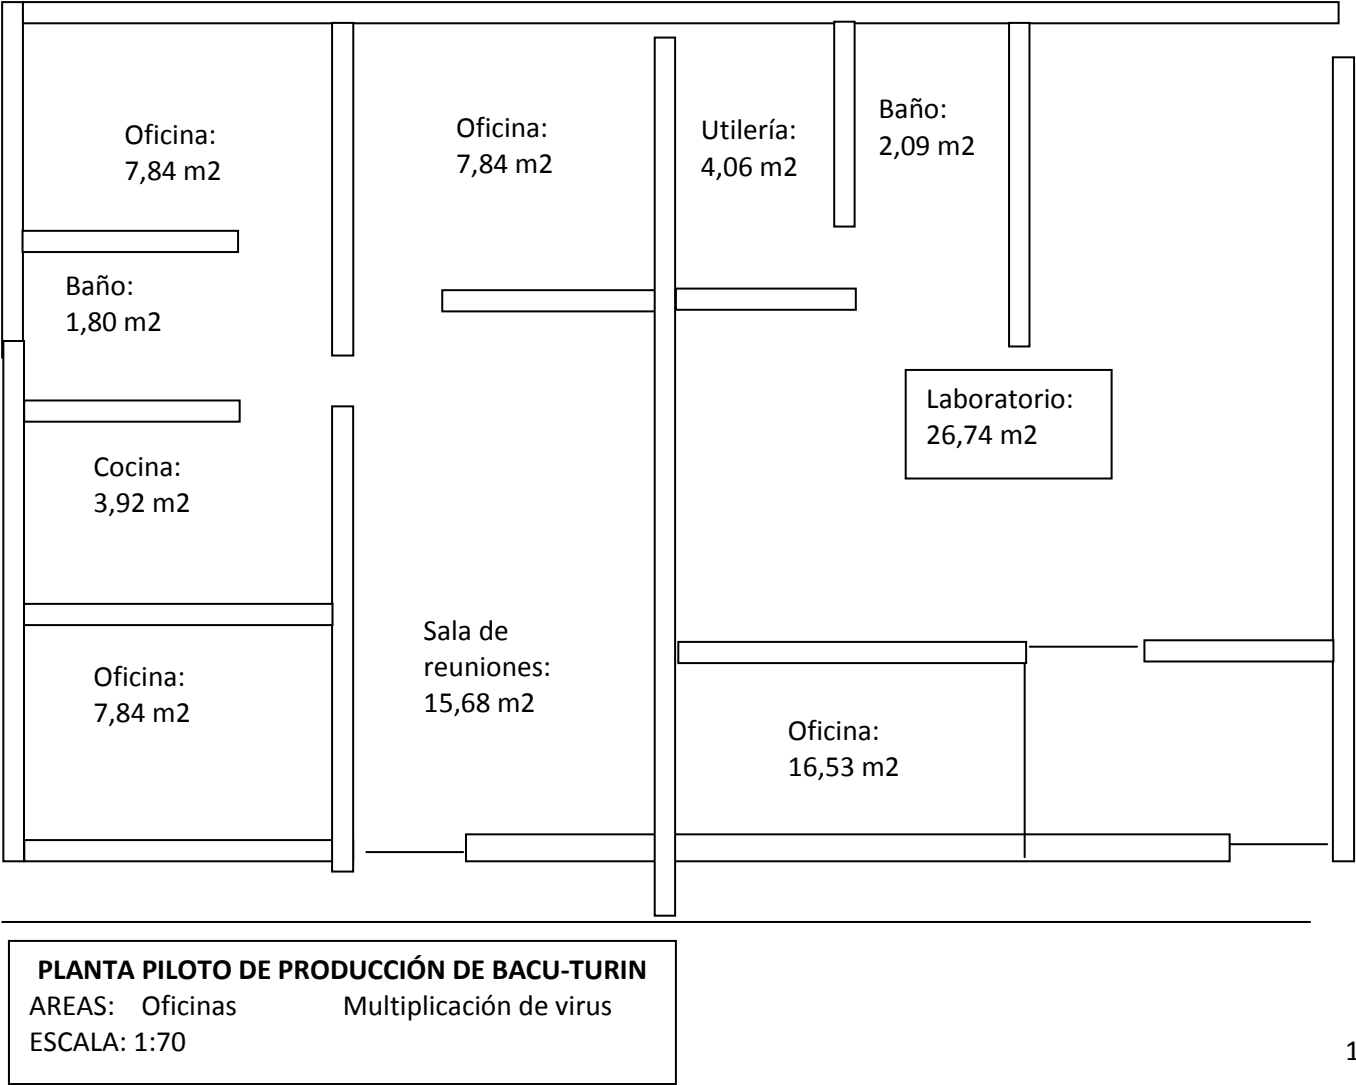 Oficina:
7,84 m2
Oficina:
7,84 m2
Utilería:
4,06 m2
Baño:
2,09 m2
Baño:
1,80 m2
Laboratorio:
26,74 m2
Cocina:
3,92 m2
Sala de
reuniones:
15,68 m2
Oficina:
7,84 m2
Oficina:
16,53 m2
PLANTA PILOTO DE PRODUCCIÓN DE BACU-TURIN
AREAS: Oficinas Multiplicación de virus
ESCALA: 1:70
1